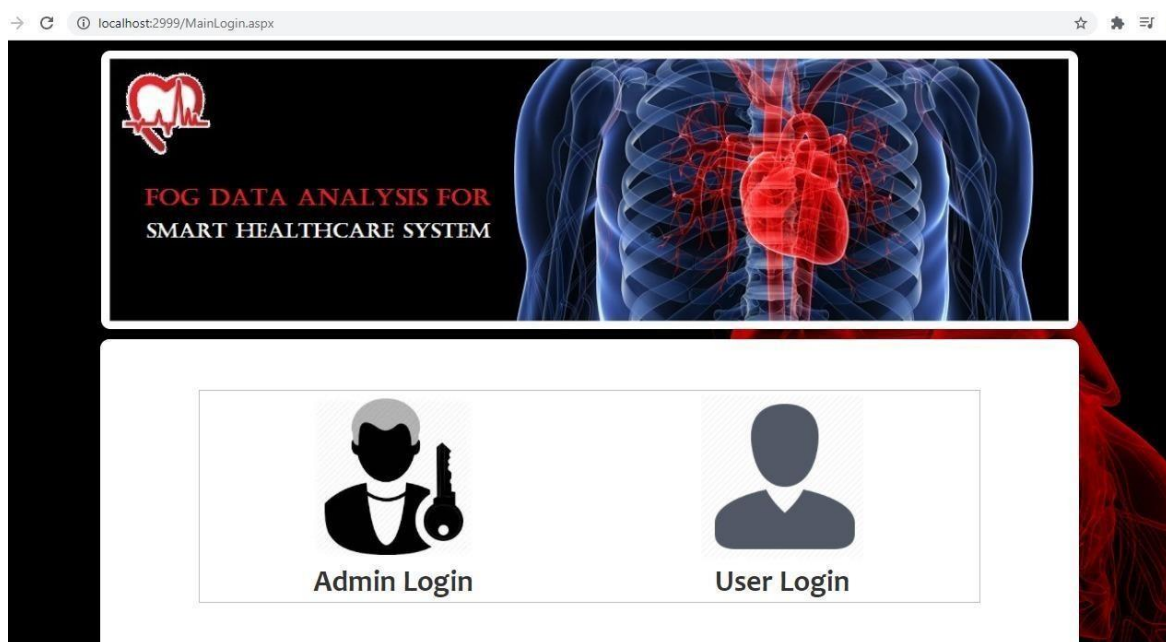 localhost:2999/MainLogin.aspx
FOG DATA ANALYSIS FOR
SMART HEALTHCARE SYSTEM
Admin Login
User Login